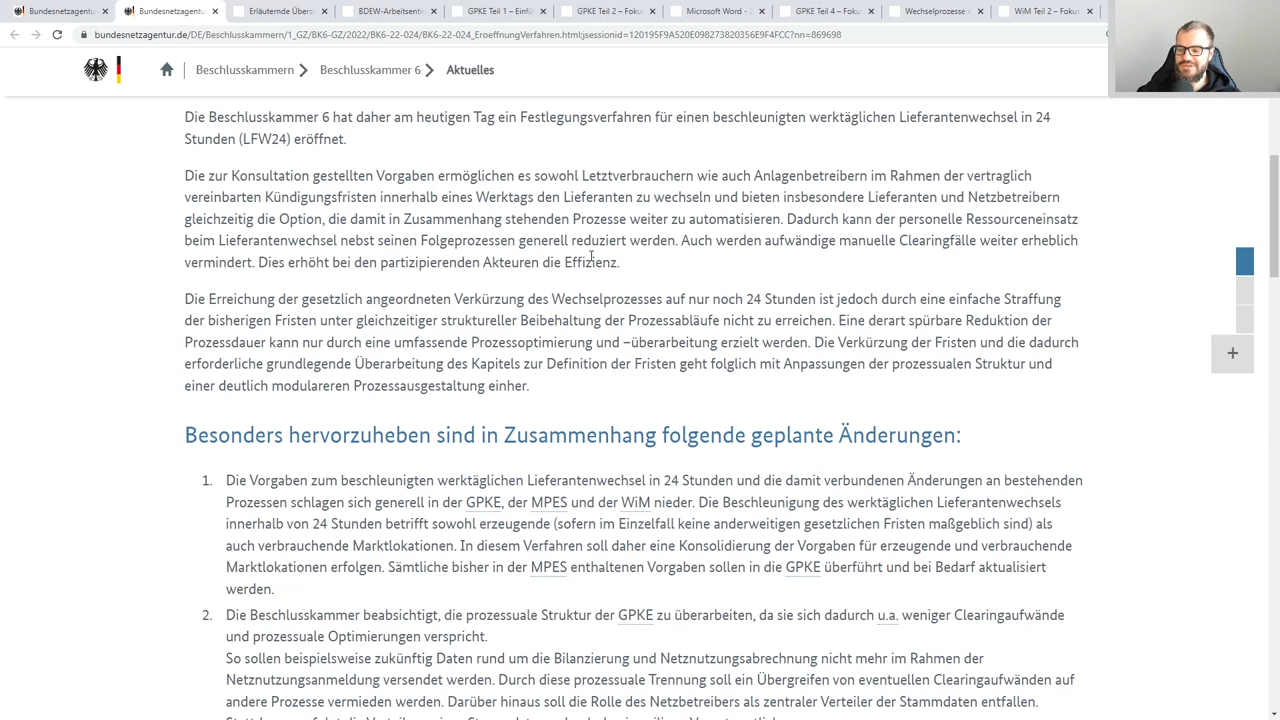 Bundesnetzag
Bundesnetzag
Erläuternde Übersi
BDEW-Arbeitsentw
GPKE Teil 1 – Einfü
GPKE Teil 2 – Fokus
Microsoft Word - Z
GPKE Teil 4 – Fokus
Wechselprozesse i
WiM Teil 2 – Fokus
bundesnetzagentur.de/DE/Beschlusskammern/1_GZ/BK6-GZ/2022/BK6-22-024/BK6-22-024_EroeffnungVerfahren.html;jsessionid=120195F9A520E098273820356E9F4FCC?nn=869698
Beschlusskammern
Beschlusskammer 6
Aktuelles
Die Beschlusskammer 6 hat daher am heutigen Tag ein Festlegungsverfahren für einen beschleunigten werktäglichen Lieferantenwechsel in 24
Stunden (LFW24) eröffnet.
Die zur Konsultation gestellten Vorgaben ermöglichen es sowohl Letztverbrauchern wie auch Anlagenbetreibern im Rahmen der vertraglich
vereinbarten Kündigungsfristen innerhalb eines Werktags den Lieferanten zu wechseln und bieten insbesondere Lieferanten und Netzbetreibern
gleichzeitig die Option, die damit in Zusammenhang stehenden Prozesse weiter zu automatisieren. Dadurch kann der personelle Ressourceneinsatz
beim Lieferantenwechsel nebst seinen Folgeprozessen generell reduziert werden. Auch werden aufwändige manuelle Clearingfälle weiter erheblich
vermindert. Dies erhöht bei den partizipierenden Akteuren die Effizienz.
Die Erreichung der gesetzlich angeordneten Verkürzung des Wechselprozesses auf nur noch 24 Stunden ist jedoch durch eine einfache Straffung
der bisherigen Fristen unter gleichzeitiger struktureller Beibehaltung der Prozessabläufe nicht zu erreichen. Eine derart spürbare Reduktion der
Prozessdauer kann nur durch eine umfassende Prozessoptimierung und –überarbeitung erzielt werden. Die Verkürzung der Fristen und die dadurch
erforderliche grundlegende Überarbeitung des Kapitels zur Definition der Fristen geht folglich mit Anpassungen der prozessualen Struktur und
einer deutlich modulareren Prozessausgestaltung einher.
Besonders hervorzuheben sind in Zusammenhang folgende geplante Änderungen:
1. Die Vorgaben zum beschleunigten werktäglichen Lieferantenwechsel in 24 Stunden und die damit verbundenen Änderungen an bestehenden
Prozessen schlagen sich generell in der GPKE, der MPES und der WiM nieder. Die Beschleunigung des werktäglichen Lieferantenwechsels
innerhalb von 24 Stunden betrifft sowohl erzeugende (sofern im Einzelfall keine anderweitigen gesetzlichen Fristen maßgeblich sind) als
auch verbrauchende Marktlokationen. In diesem Verfahren soll daher eine Konsolidierung der Vorgaben für erzeugende und verbrauchende
Marktlokationen erfolgen. Sämtliche bisher in der MPES enthaltenen Vorgaben sollen in die GPKE überführt und bei Bedarf aktualisiert
werden.
2. Die Beschlusskammer beabsichtigt, die prozessuale Struktur der GPKE zu überarbeiten, da sie sich dadurch u.a. weniger Clearingaufwände
und prozessuale Optimierungen verspricht.
So sollen beispielsweise zukünftig Daten rund um die Bilanzierung und Netznutzungsabrechnung nicht mehr im Rahmen der
Netznutzungsanmeldung versendet werden. Durch diese prozessuale Trennung soll ein Übergreifen von eventuellen Clearingaufwänden auf
andere Prozesse vermieden werden. Darüber hinaus soll die Rolle des Netzbetreibers als zentraler Verteiler der Stammdaten entfallen.